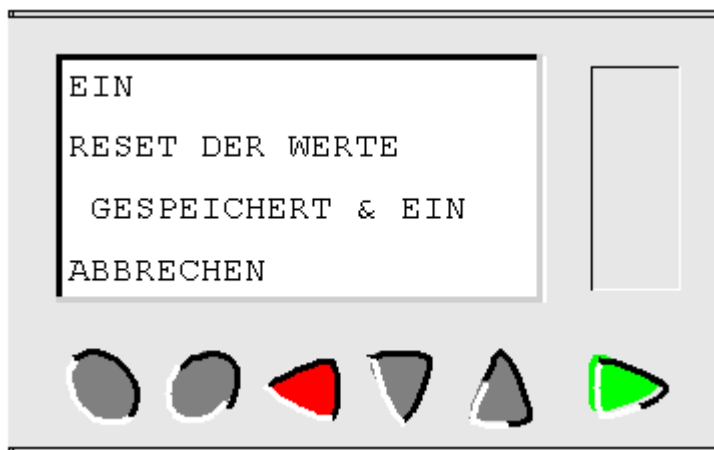 EIN
RESET DER WERTE
GESPEICHERT & EIN
ABBRECHEN